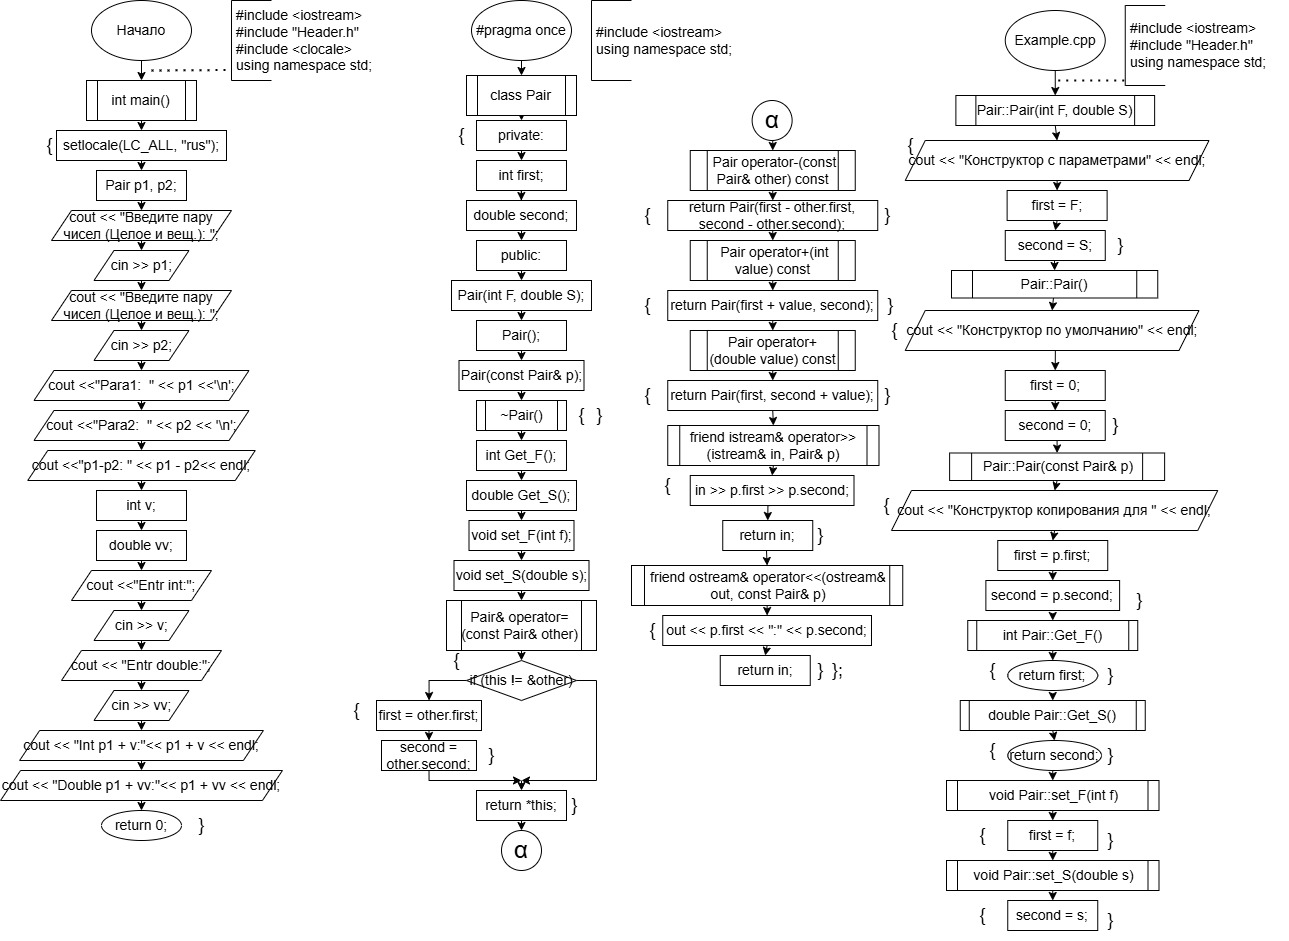 Начало
#include <iostream>
#include "Header.h"
#include <clocale>
using namespace std;
int main()
{
setlocale(LC_ALL, "rus");
Pair p1, p2;
cout << "Введите пару
чисел (Целое и вещ.): ";
cin >> p1;
cout << "Введите пару
чисел (Целое и вещ.): ";
cin >> p2;
cout <<"Para1:  " << p1 <<'\n';
cout <<"Para2:  " << p2 << '\n';
cout <<"p1-p2: " << p1 - p2<< endl;
int v;
double vv;
cout <<"Entr int:";
cin >> v;
cout << "Entr double:";
cin >> vv;
cout << "Int p1 + v:"<< p1 + v << endl;
cout << "Double p1 + vv:"<< p1 + vv << endl;
return 0;
}
#pragma once
#include <iostream>
using namespace std;
class Pair
{
private:
int first;
double second;
public:
Pair(int F, double S);
Pair();
Pair(const Pair& p);
~Pair()
{ }
int Get_F();
double Get_S();
void set_F(int f);
void set_S(double s);
Pair& operator=
(const Pair& other)
{
if (this != &other)
{
first = other.first;
second =
other.second;
}
return *this;
}
α
α
Pair operator-(const
Pair& other) const
{
return Pair(first - other.first,
second - other.second);
}
Pair operator+(int
value) const
{
return Pair(first + value, second);
}
Pair operator+
(double value) const
{
return Pair(first, second + value);
}
friend istream& operator>>
(istream& in, Pair& p)
{
in >> p.first >> p.second;
return in;
}
friend ostream& operator<<(ostream&
out, const Pair& p)
{
out << p.first << ":" << p.second;
return in;
} };
Example.cpp
#include <iostream>
#include "Header.h"
using namespace std;
Pair::Pair(int F, double S)
{
cout << "Конструктор с параметрами" << endl;
first = F;
second = S;
}
Pair::Pair()
{
cout << "Конструктор по умолчанию" << endl;
first = 0;
second = 0;
}
Pair::Pair(const Pair& p)
{
cout << "Конструктор копирования для " << endl;
first = p.first;
second = p.second;
}
int Pair::Get_F()
{
return first;
}
double Pair::Get_S()
{
return second;
}
void Pair::set_F(int f)
{
first = f;
}
void Pair::set_S(double s)
{
second = s;
}